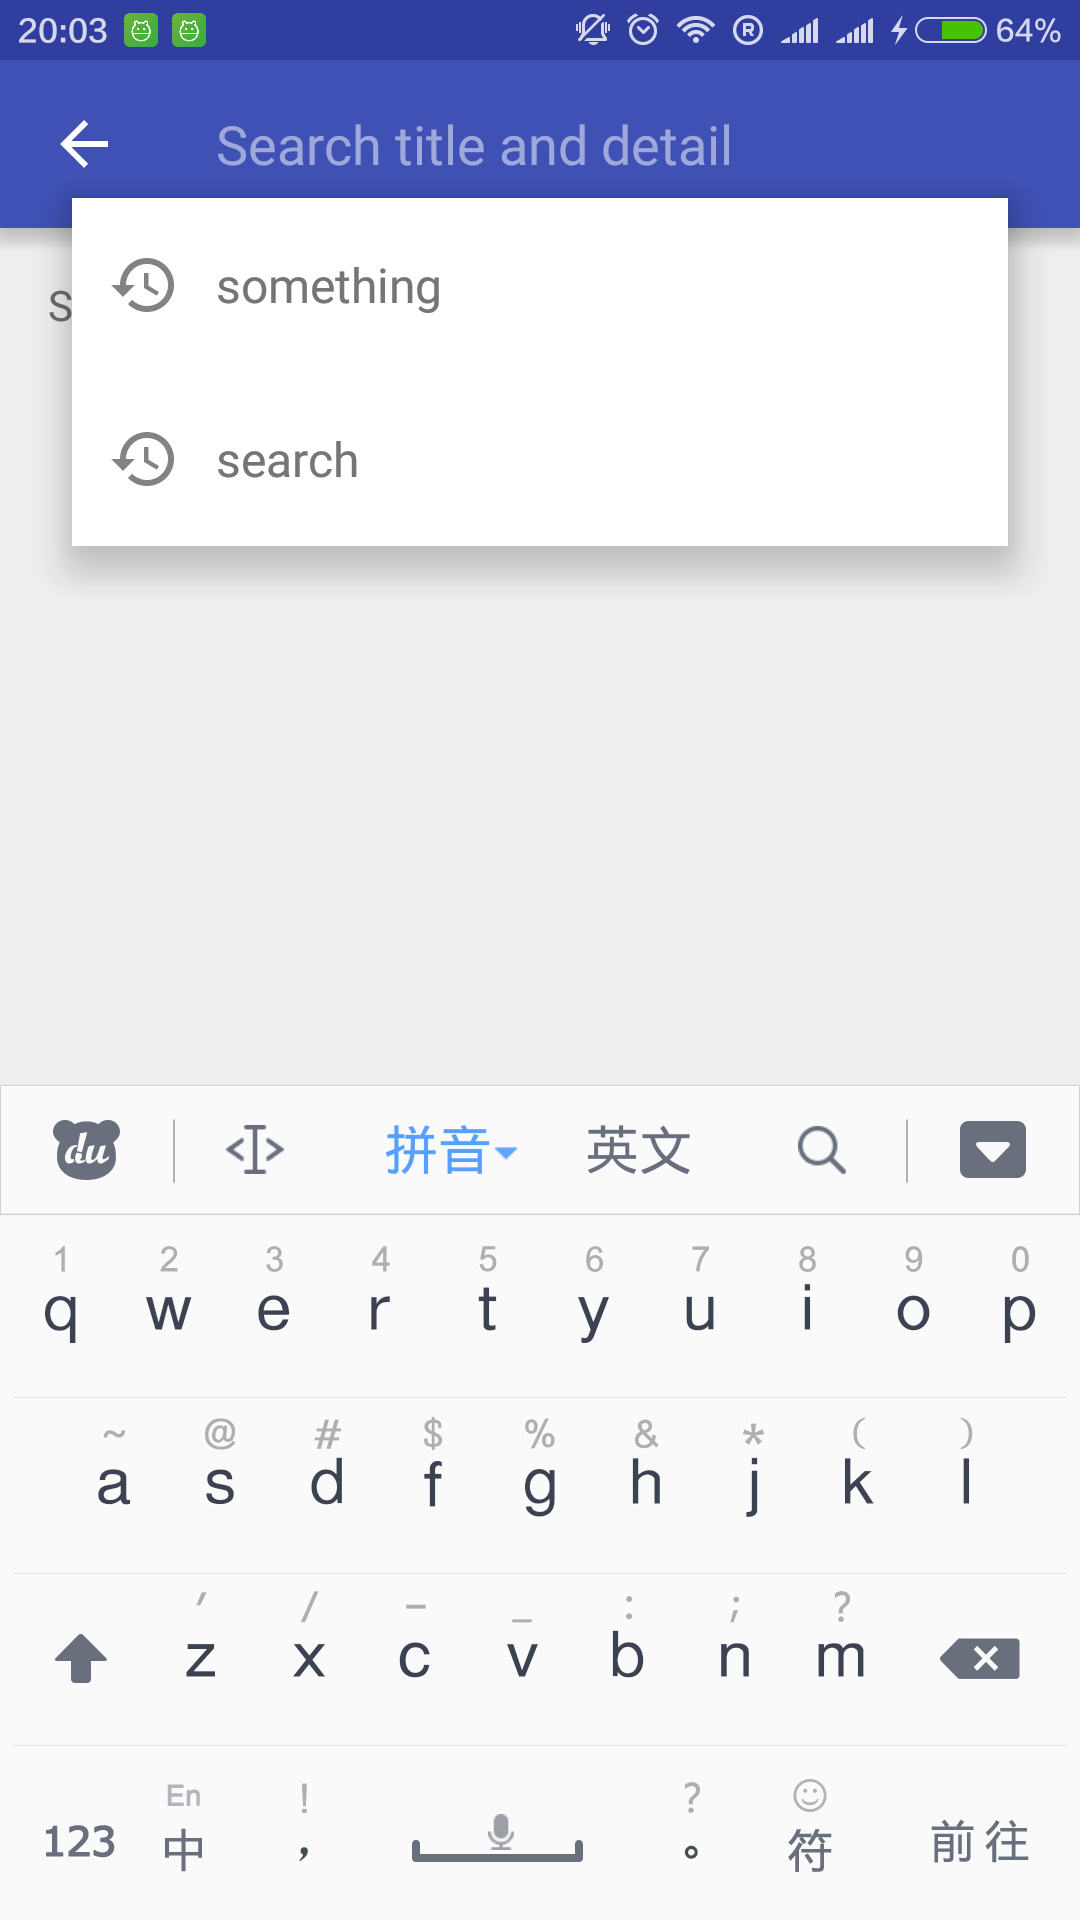 20:03 64%
Search title and detail
S
something
search
du 拼音 英文
1 2 3 4 5 6 7 8 9 0
q w e r t y u i o p
~ @ # $ % & * ( )
a s d f g h j k l
′ / – _ : ; ?
z x c v b n m
En ! ?
123 中 , 。 符 前往